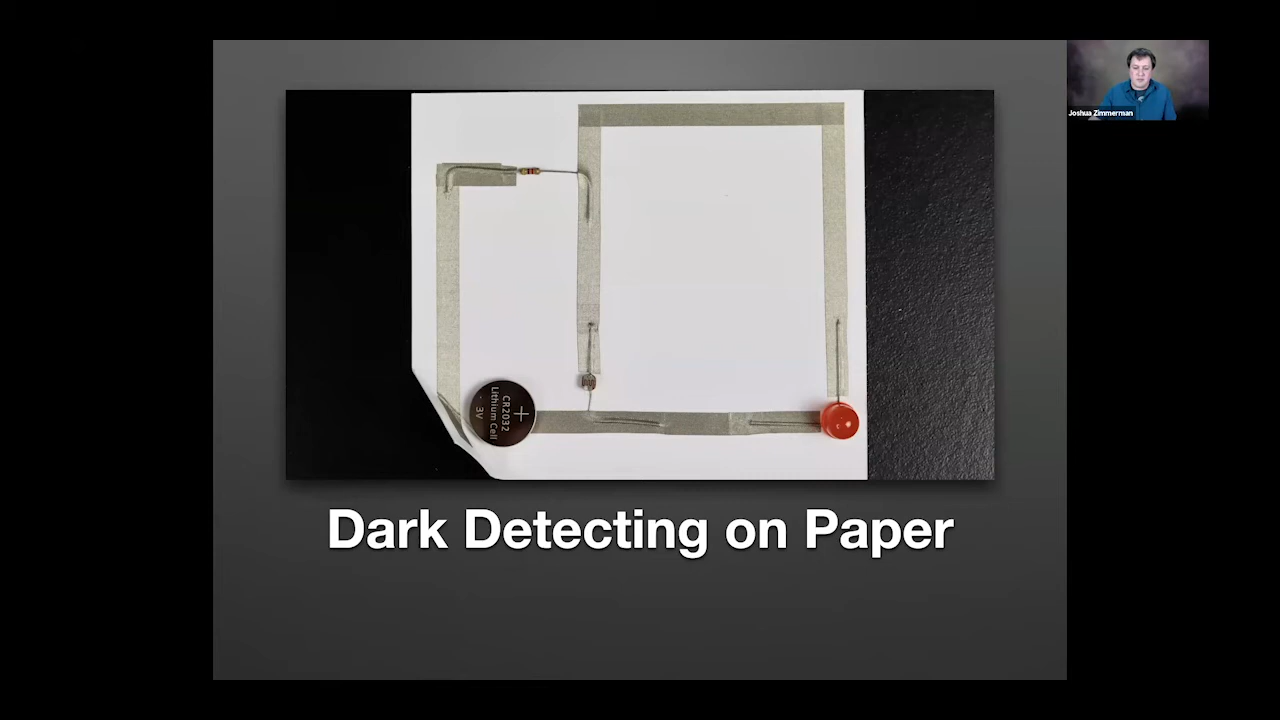 Joshua Zimmerman
+
CR2032
Lithium Cell
3V
Dark Detecting on Paper